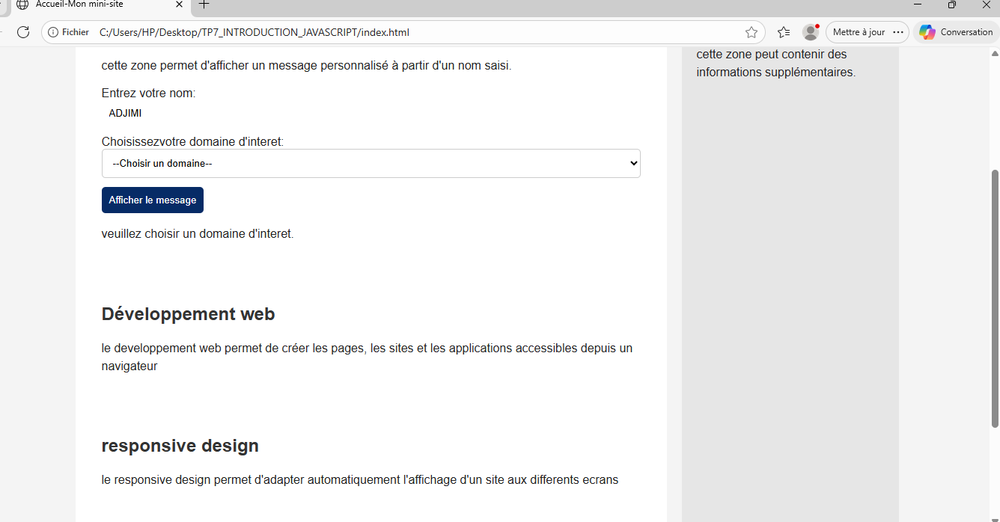 Accueil-Mon mini-site
Fichier C:/Users/HP/Desktop/TP7_INTRODUCTION_JAVASCRIPT/index.html
Mettre à jour
Conversation
cette zone permet d'afficher un message personnalisé à partir d'un nom saisi.
Entrez votre nom:
ADJIMI
Choisissezvotre domaine d'interet:
--Choisir un domaine--
Afficher le message
veuillez choisir un domaine d'interet.
Développement web
le developpement web permet de créer les pages, les sites et les applications accessibles depuis un
navigateur
responsive design
le responsive design permet d'adapter automatiquement l'affichage d'un site aux differents ecrans
cette zone peut contenir des
informations supplémentaires.